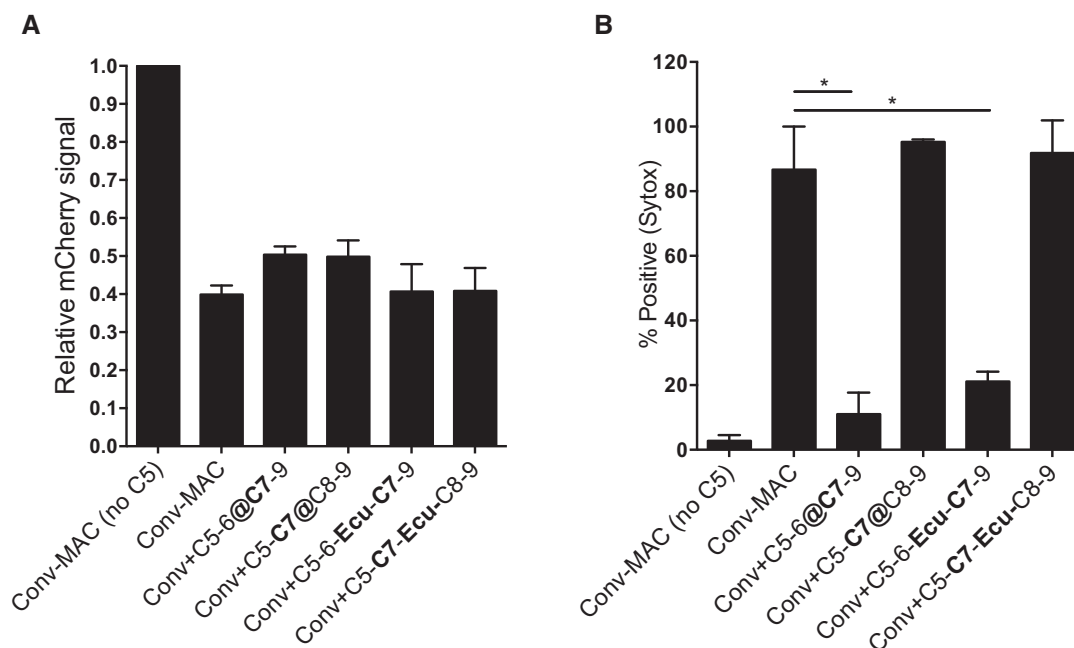 A
Relative mCherry signal
1.0
0.9
0.8
0.7
0.6
0.5
0.4
0.3
0.2
0.1
0.0
Conv-MAC (no C5)
Conv-MAC
Conv+C5-6@C7-9
Conv+C5-C7@C8-9
Conv+C5-6-Ecu-C7-9
Conv+C5-C7-Ecu-C8-9
B
% Positive (Sytox)
120
100
80
60
40
20
0
*
*
Conv-MAC (no C5)
Conv-MAC
Conv+C5-6@C7-9
Conv+C5-C7@C8-9
Conv+C5-6-Ecu-C7-9
Conv+C5-C7-Ecu-C8-9